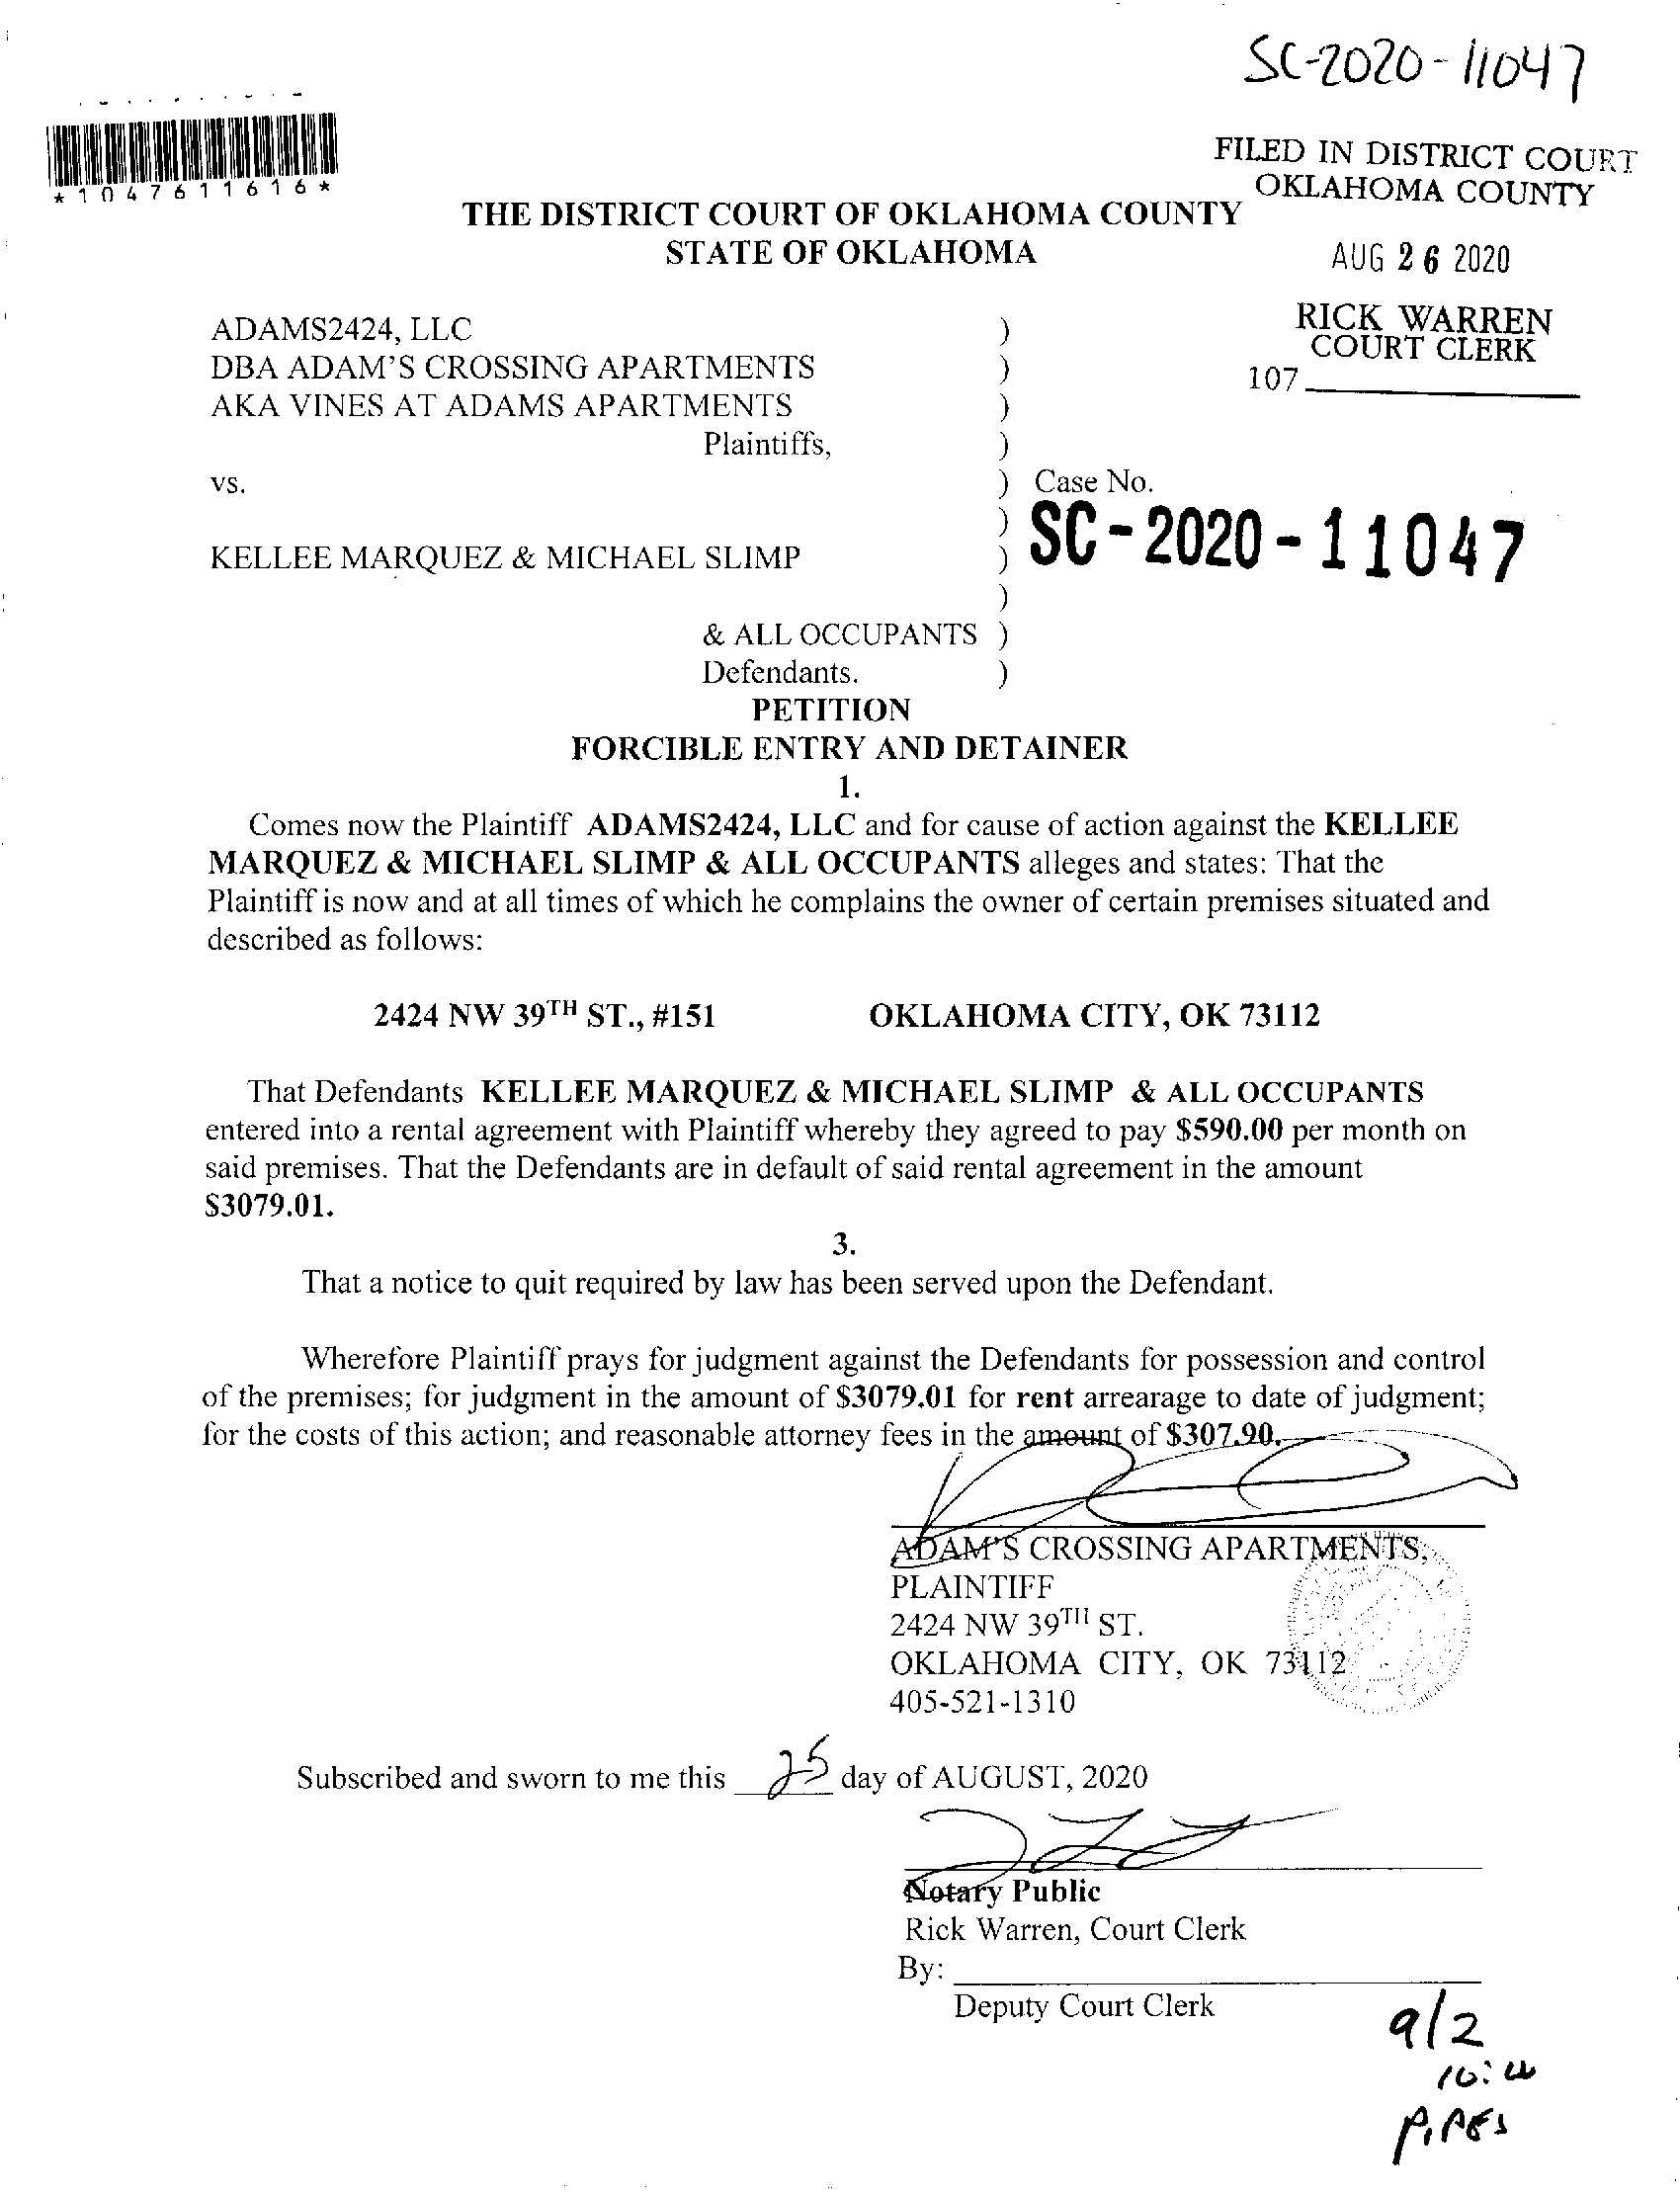 SC-2020-11047
*1047611616*
FILED IN DISTRICT COURT
OKLAHOMA COUNTY
THE DISTRICT COURT OF OKLAHOMA COUNTY
STATE OF OKLAHOMA
AUG 26 2020
RICK WARREN
COURT CLERK
107
ADAMS2424, LLC )
DBA ADAM'S CROSSING APARTMENTS )
AKA VINES AT ADAMS APARTMENTS )
Plaintiffs, )
vs. ) Case No.
) SC-2020-11047
KELLEE MARQUEZ & MICHAEL SLIMP )
)
& ALL OCCUPANTS )
Defendants. )
PETITION
FORCIBLE ENTRY AND DETAINER
1.
Comes now the Plaintiff ADAMS2424, LLC and for cause of action against the KELLEE
MARQUEZ & MICHAEL SLIMP & ALL OCCUPANTS alleges and states: That the
Plaintiff is now and at all times of which he complains the owner of certain premises situated and
described as follows:
2424 NW 39TH ST., #151 OKLAHOMA CITY, OK 73112
That Defendants KELLEE MARQUEZ & MICHAEL SLIMP & ALL OCCUPANTS
entered into a rental agreement with Plaintiff whereby they agreed to pay $590.00 per month on
said premises. That the Defendants are in default of said rental agreement in the amount
$3079.01.
3.
That a notice to quit required by law has been served upon the Defendant.
Wherefore Plaintiff prays for judgment against the Defendants for possession and control
of the premises; for judgment in the amount of $3079.01 for rent arrearage to date of judgment;
for the costs of this action; and reasonable attorney fees in the amount of $307.90.
ADAM'S CROSSING APARTMENTS,
PLAINTIFF
2424 NW 39TH ST.
OKLAHOMA CITY, OK 73112
405-521-1310
Subscribed and sworn to me this 25 day of AUGUST, 2020
Notary Public
Rick Warren, Court Clerk
By:
Deputy Court Clerk
9/2